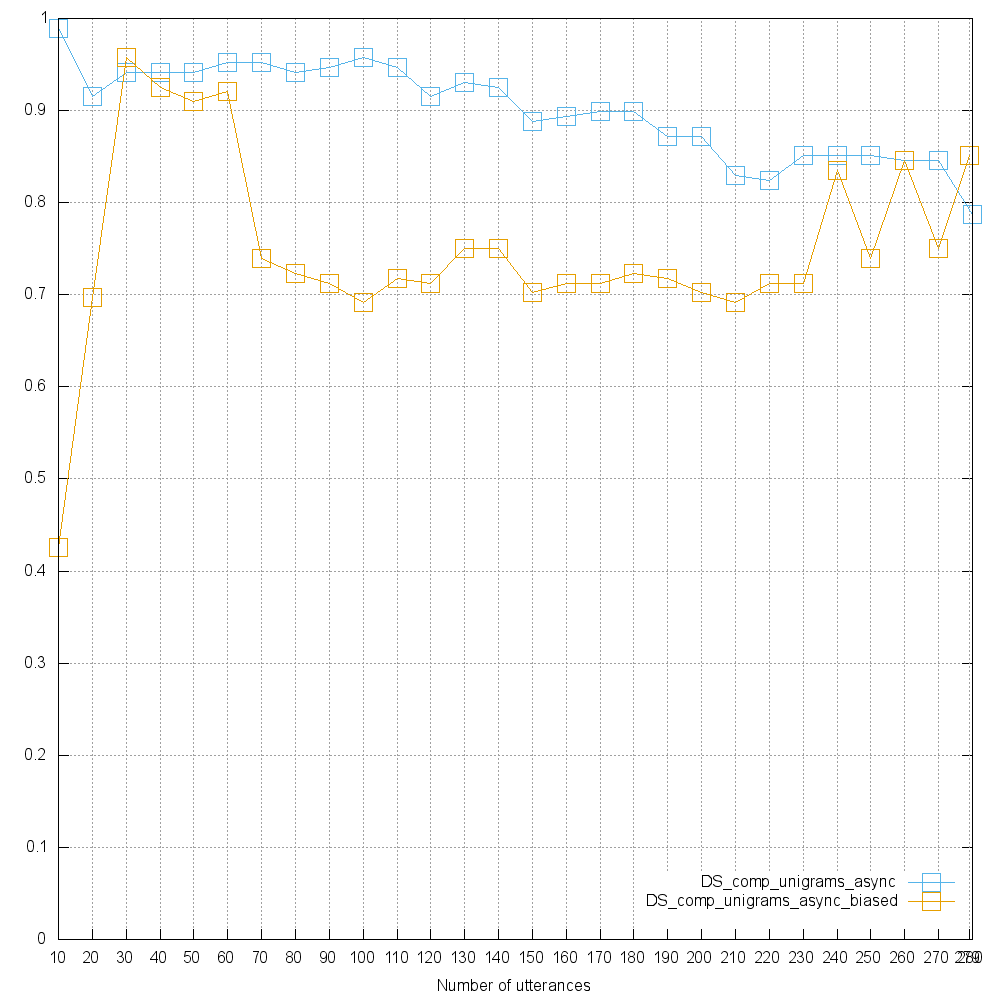 1
0.9
0.8
0.7
0.6
0.5
0.4
0.3
0.2
0.1
0
DS_comp_unigrams_async
DS_comp_unigrams_async_biased
10 20 30 40 50 60 70 80 90 100 110 120 130 140 150 160 170 180 190 200 210 220 230 240 250 260 270 279 280
Number of utterances